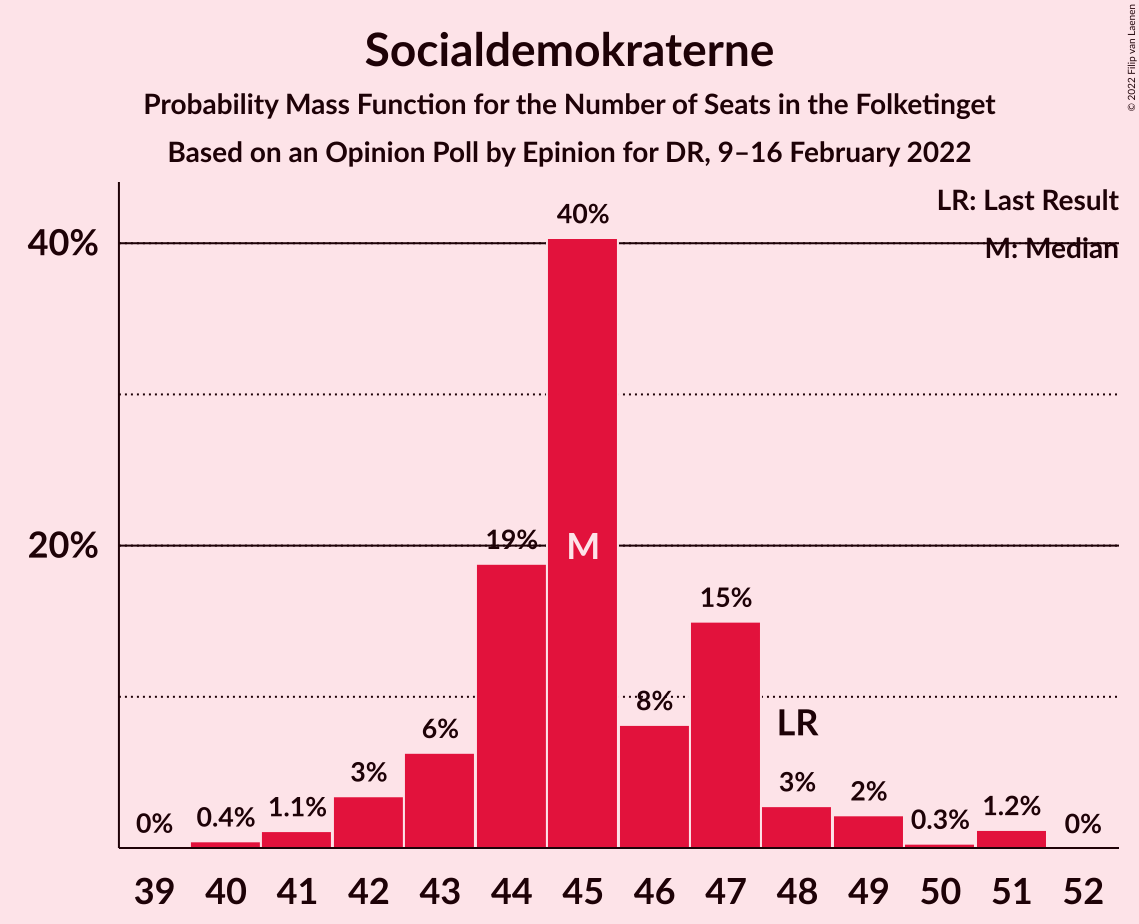 Socialdemokraterne
Probability Mass Function for the Number of Seats in the Folketinget
Based on an Opinion Poll by Epinion for DR, 9–16 February 2022
© 2022 Filip van Laenen
LR: Last Result
M: Median
40%
20%
0%
0.4%
1.1%
3%
6%
19%
40%
M
8%
15%
LR
3%
2%
0.3%
1.2%
0%
39 40 41 42 43 44 45 46 47 48 49 50 51 52